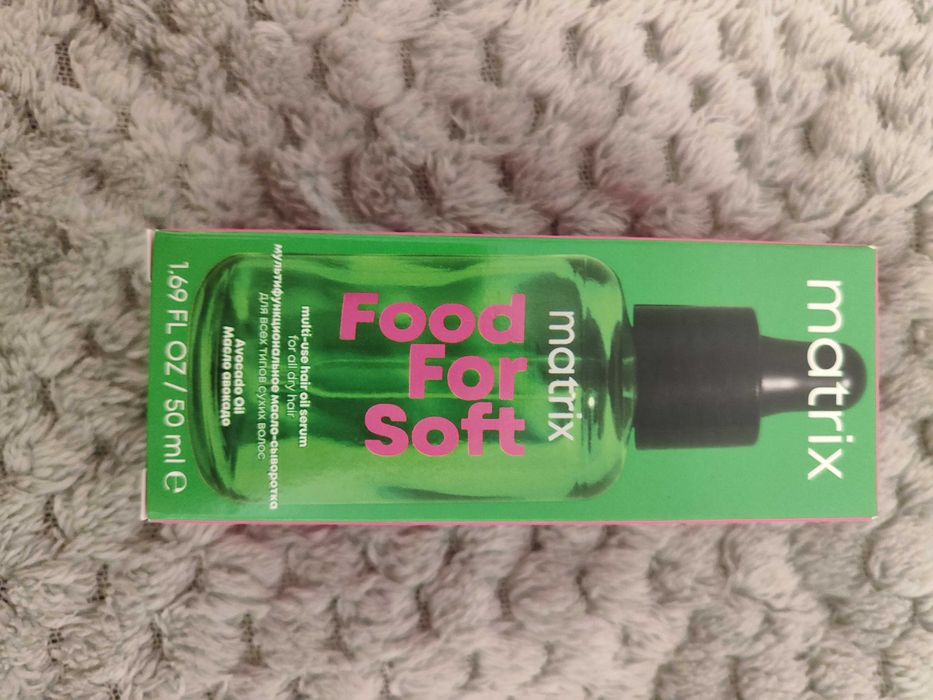 matrix
matrix
Food
For
Soft
multi-use hair oil serum
for all dry hair
мультифункциональное масло-сыворотка
для всех типов сухих волос
Avocado Oil
Масло авокадо
1,69 FL OZ / 50 ml e